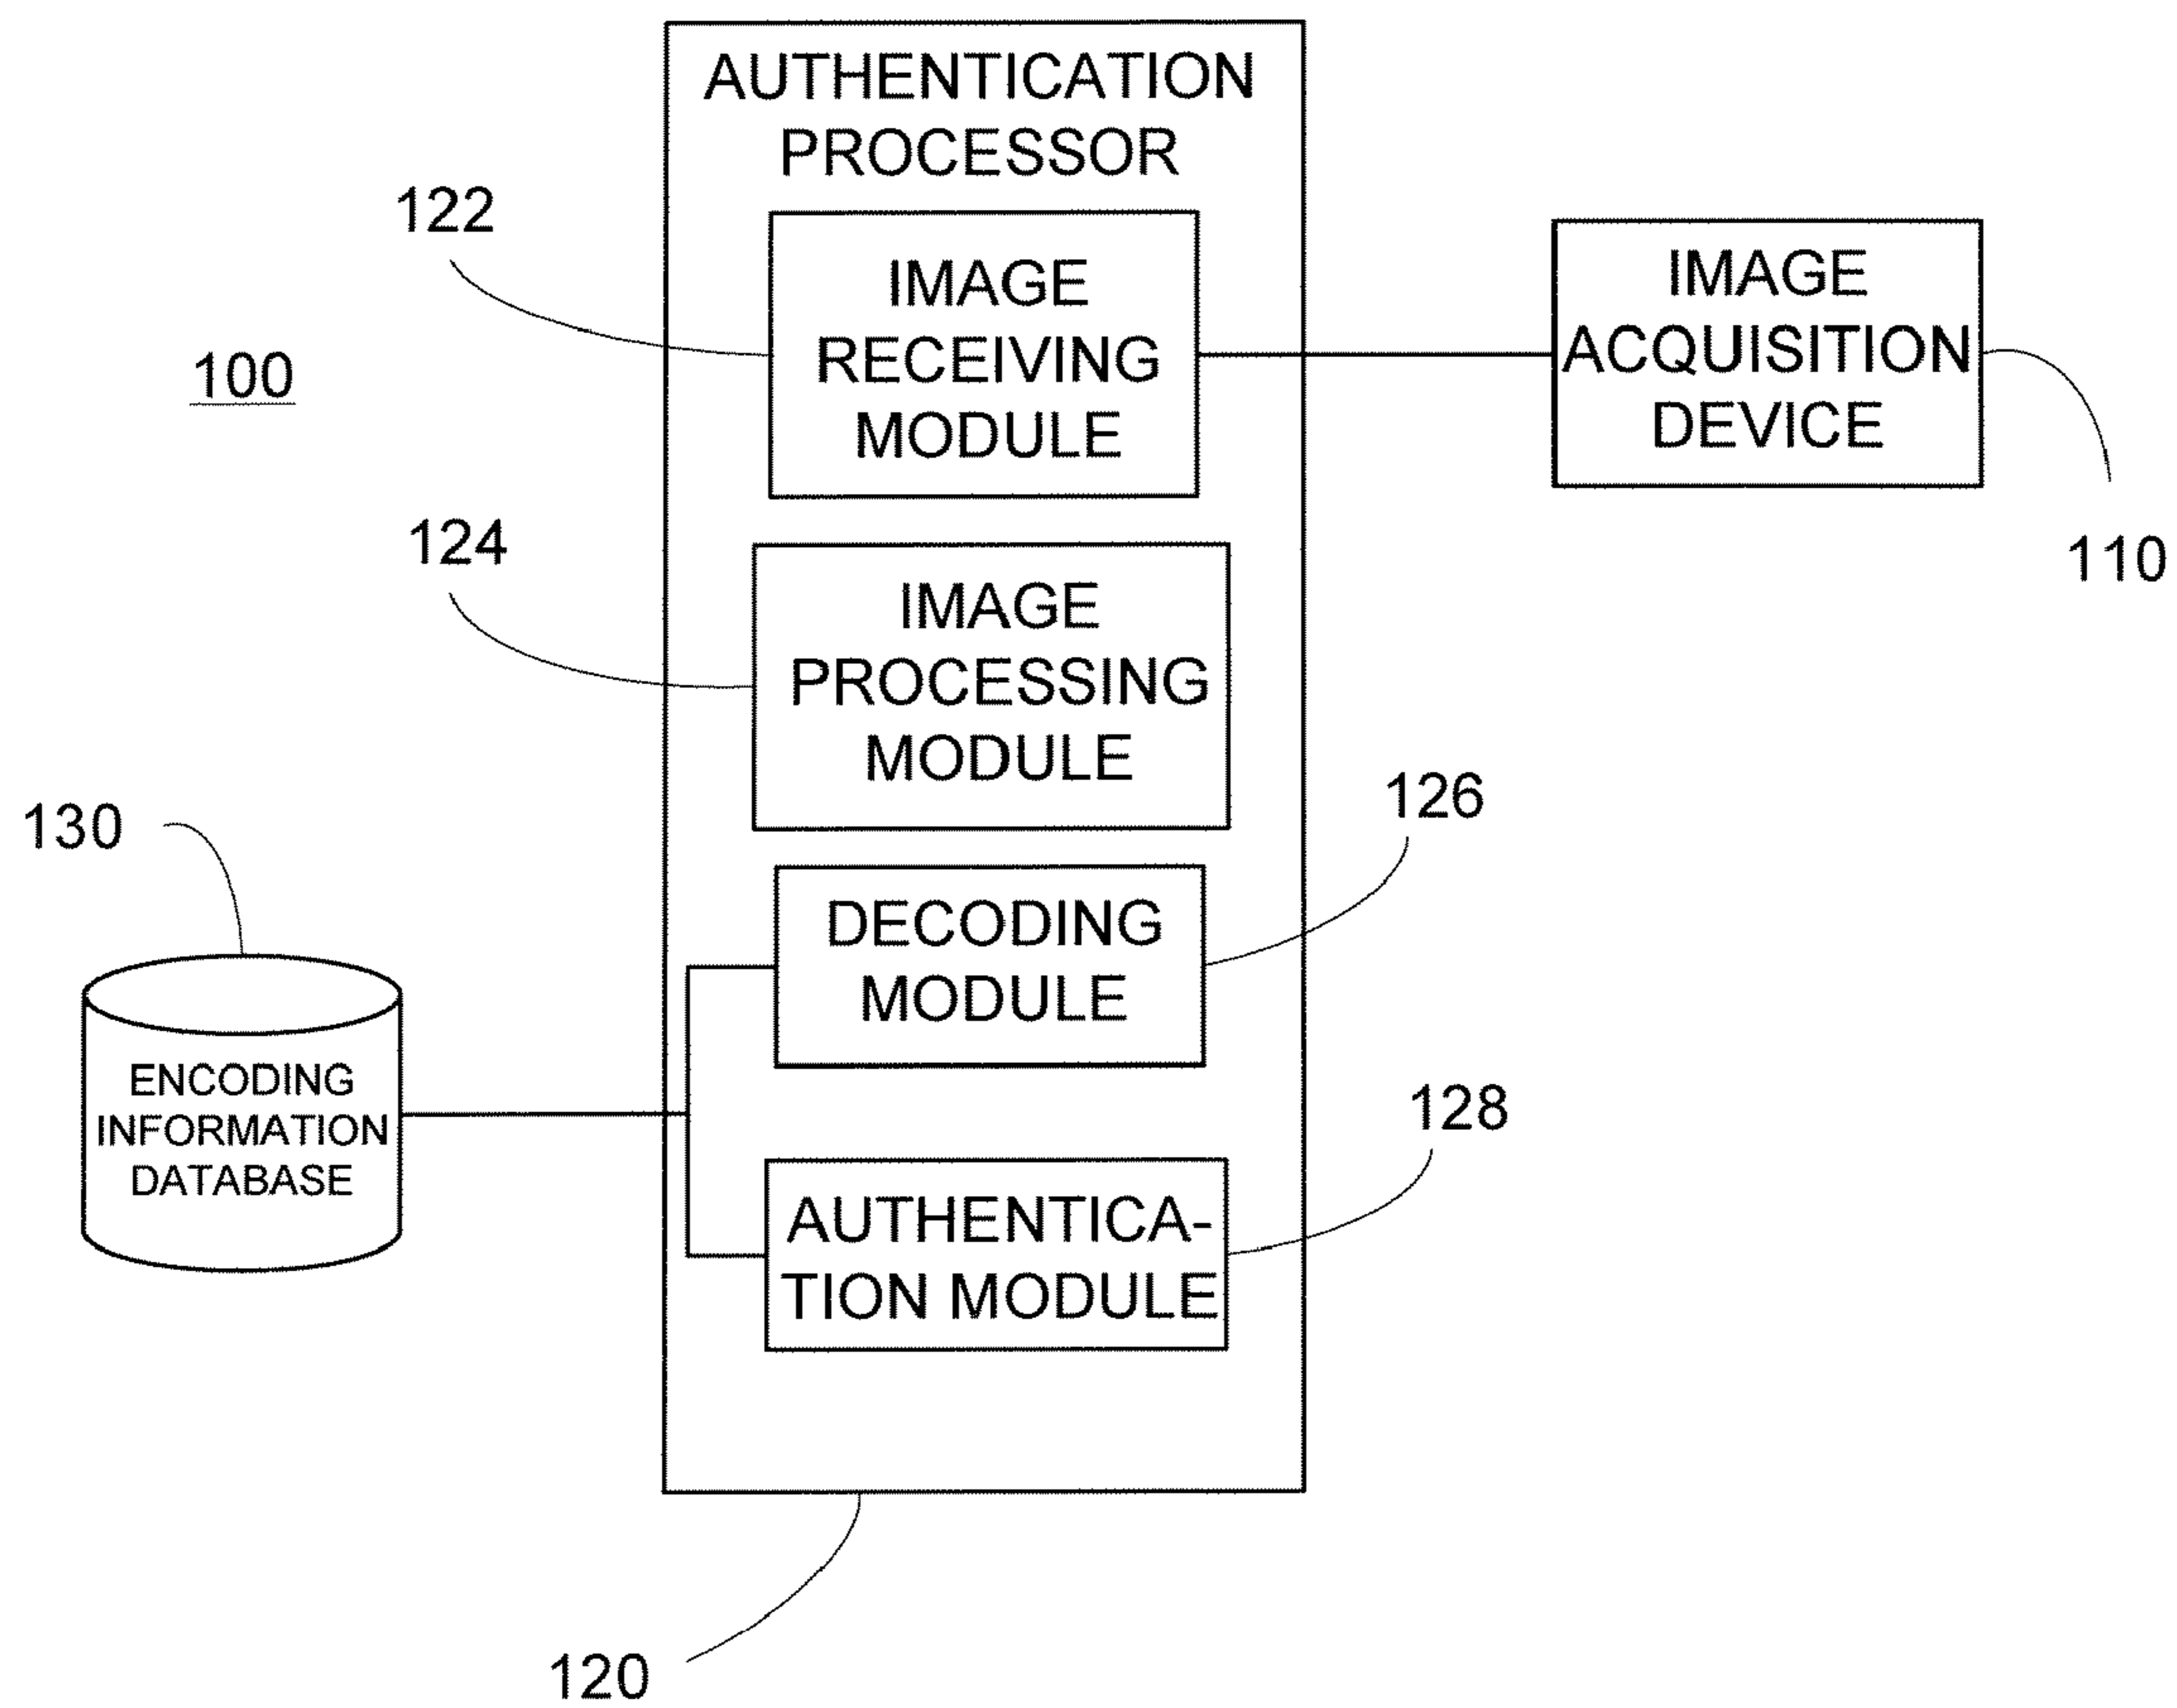 AUTHENTICATION
PROCESSOR
122
IMAGE
RECEIVING
MODULE
IMAGE
ACQUISITION
DEVICE
100
110
124
IMAGE
PROCESSING
MODULE
126
130
DECODING
MODULE
ENCODING
INFORMATION
DATABASE
128
AUTHENTICA-
TION MODULE
120